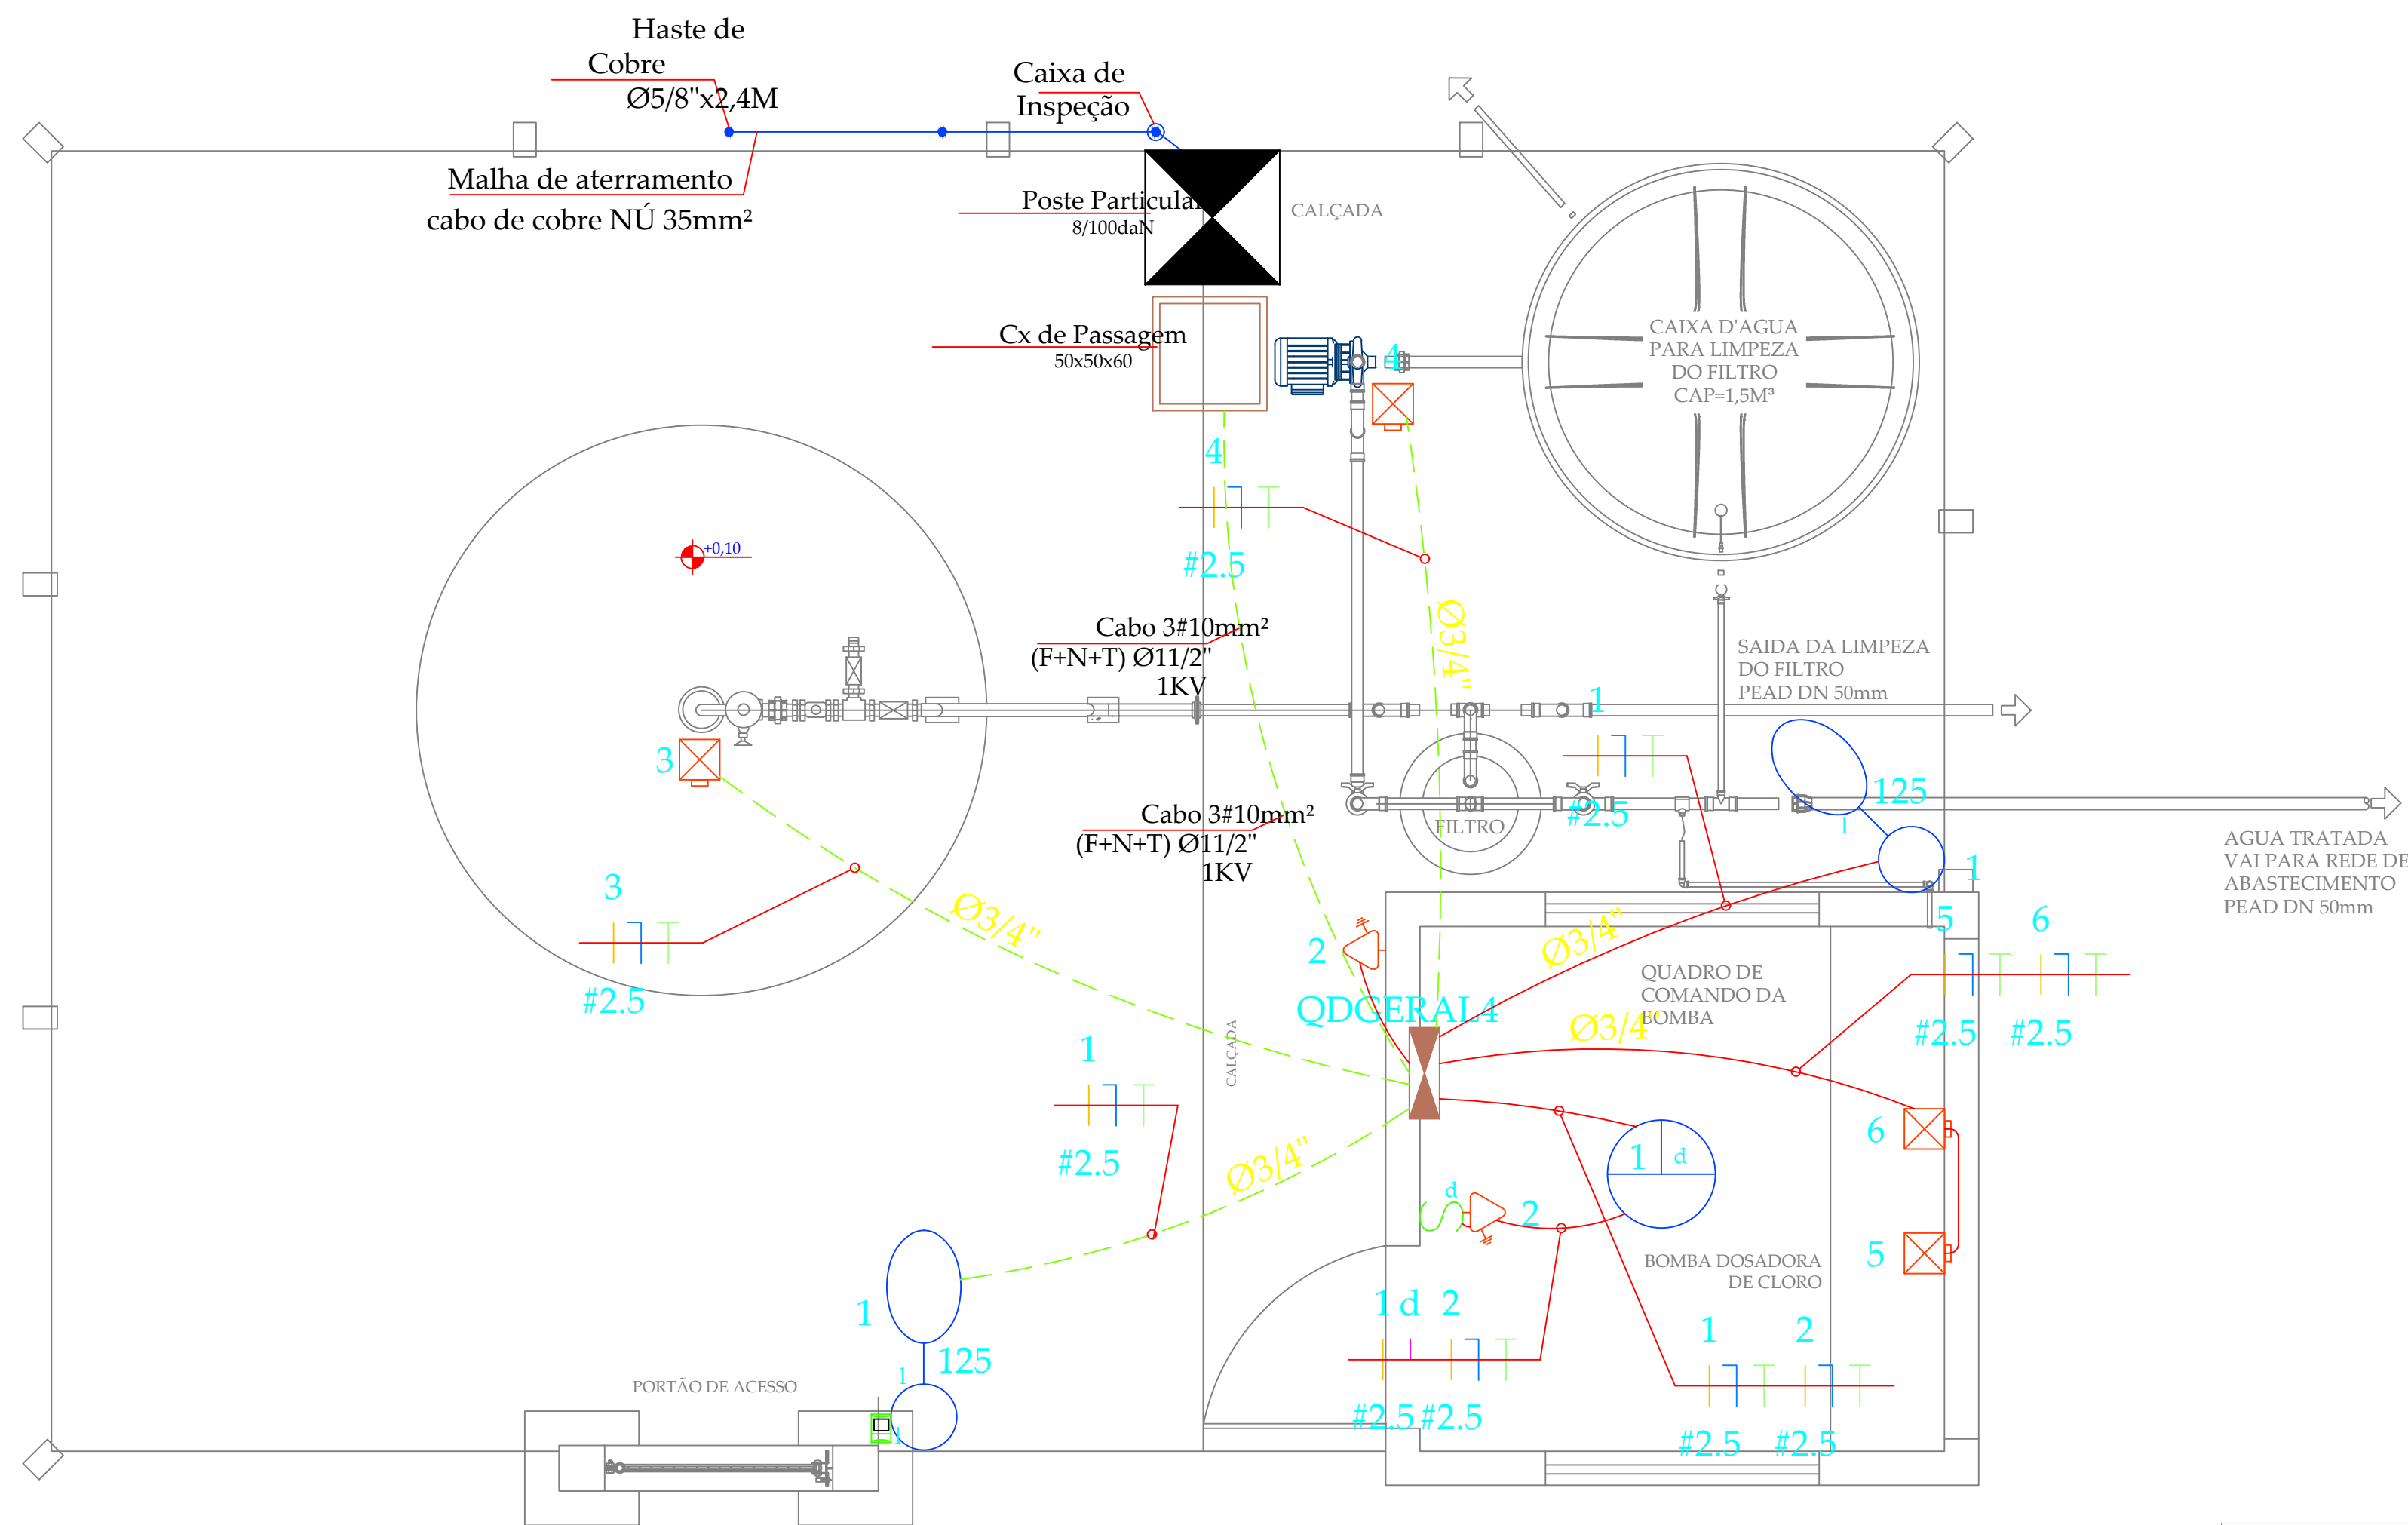 Haste de
Cobre
Ø5/8"x2,4M
Caixa de
Inspeção
Malha de aterramento
cabo de cobre NÚ 35mm²
Poste Particular
8/100daN
CALÇADA
Cx de Passagem
50x50x60
4
CAIXA D'AGUA
PARA LIMPEZA
DO FILTRO
CAP=1,5M³
4
#2.5
+0,10
Cabo 3#10mm²
(F+N+T) Ø11/2"
1KV
Ø3/4"
SAIDA DA LIMPEZA
DO FILTRO
PEAD DN 50mm
1
#2.5
3
125
l
1
Cabo 3#10mm²
(F+N+T) Ø11/2"
1KV
FILTRO
AGUA TRATADA
VAI PARA REDE DE
ABASTECIMENTO
PEAD DN 50mm
3
#2.5
Ø3/4"
2
Ø3/4"
5 6
#2.5 #2.5
QUADRO DE
COMANDO DA
BOMBA
QDGERAL4
Ø3/4"
CALÇADA
1
#2.5
Ø3/4"
6
1 d
d
2
5
BOMBA DOSADORA
DE CLORO
1
125
l
l
PORTÃO DE ACESSO
1 d 2
#2.5 #2.5
1 2
#2.5 #2.5